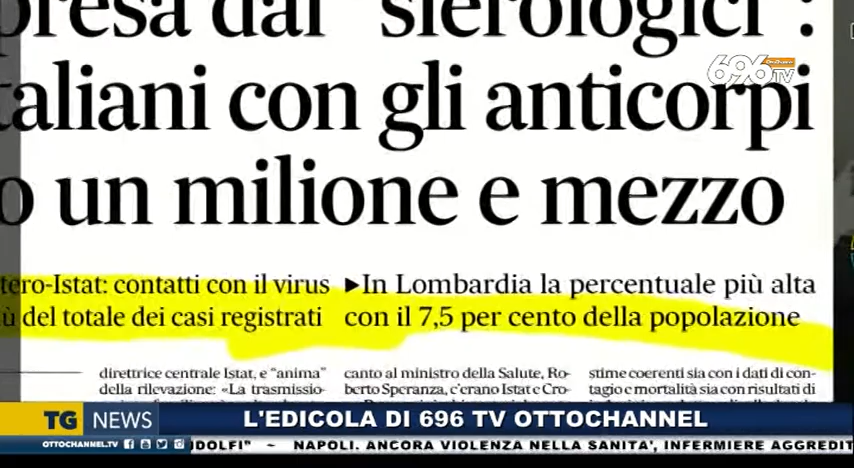 presa dai "sierologici":
696 TV
taliani con gli anticorpi
o un milione e mezzo
tero-Istat: contatti con il virus
ù del totale dei casi registrati
▶In Lombardia la percentuale più alta
con il 7,5 per cento della popolazione
direttrice centrale Istat, e "anima"
della rilevazione: «La trasmissio-
canto al ministro della Salute, Ro-
berto Speranza, c'erano Istat e Cro-
stime coerenti sia con i dati di con-
tagio e mortalità sia con risultati di
TG NEWS
L'EDICOLA DI 696 TV OTTOCHANNEL
OTTOCHANNEL.TV
DOLFI" ~ NAPOLI. ANCORA VIOLENZA NELLA SANITA', INFERMIERE AGGREDIT